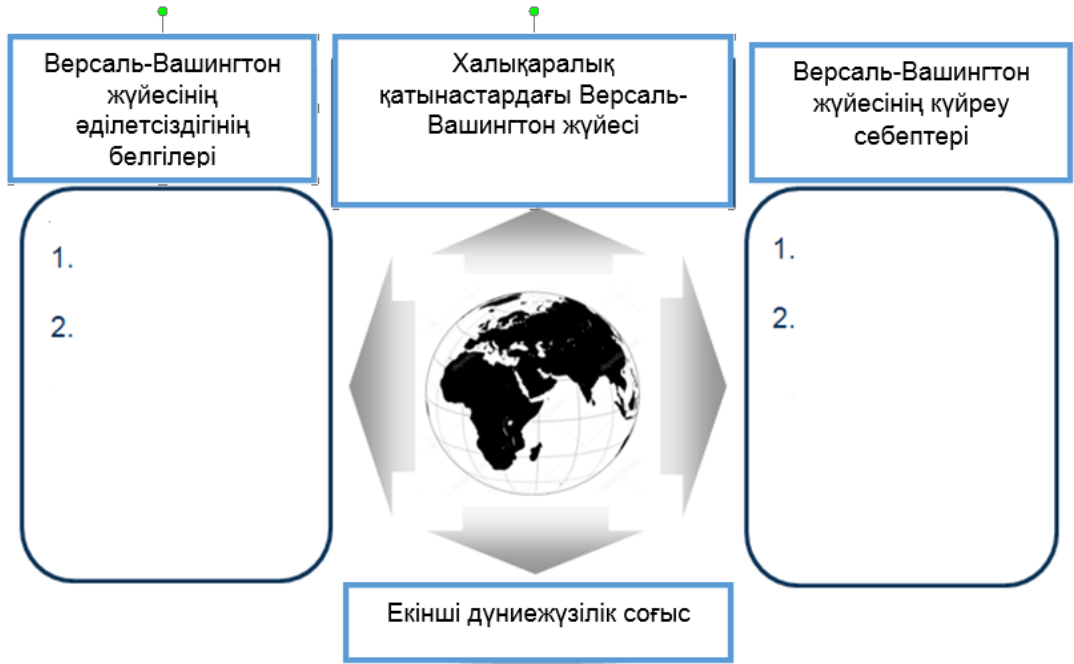 Версаль-Вашингтон
жүйесінің
әділетсіздігінің
белгілері
Халықаралық
қатынастардағы Версаль-
Вашингтон жүйесі
Версаль-Вашингтон
жүйесінің күйреу
себептері
1.
2.
1.
2.
Екінші дүниежүзілік соғыс